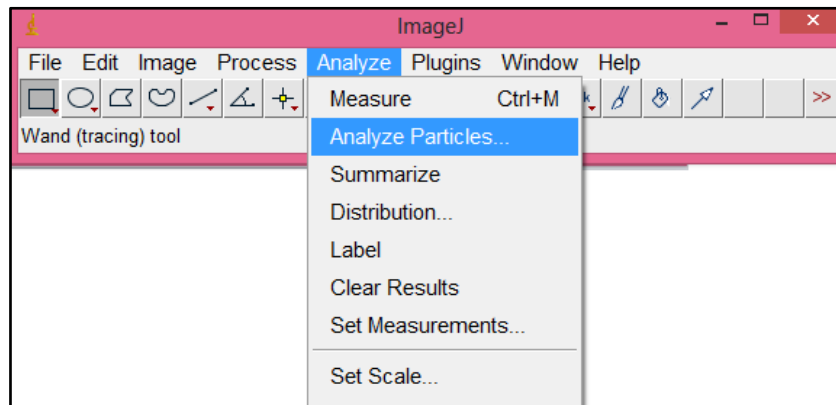 ImageJ
File Edit Image Process Analyze Plugins Window Help
Measure Ctrl+M
>>
Wand (tracing) tool
Analyze Particles...
Summarize
Distribution...
Label
Clear Results
Set Measurements...
Set Scale...